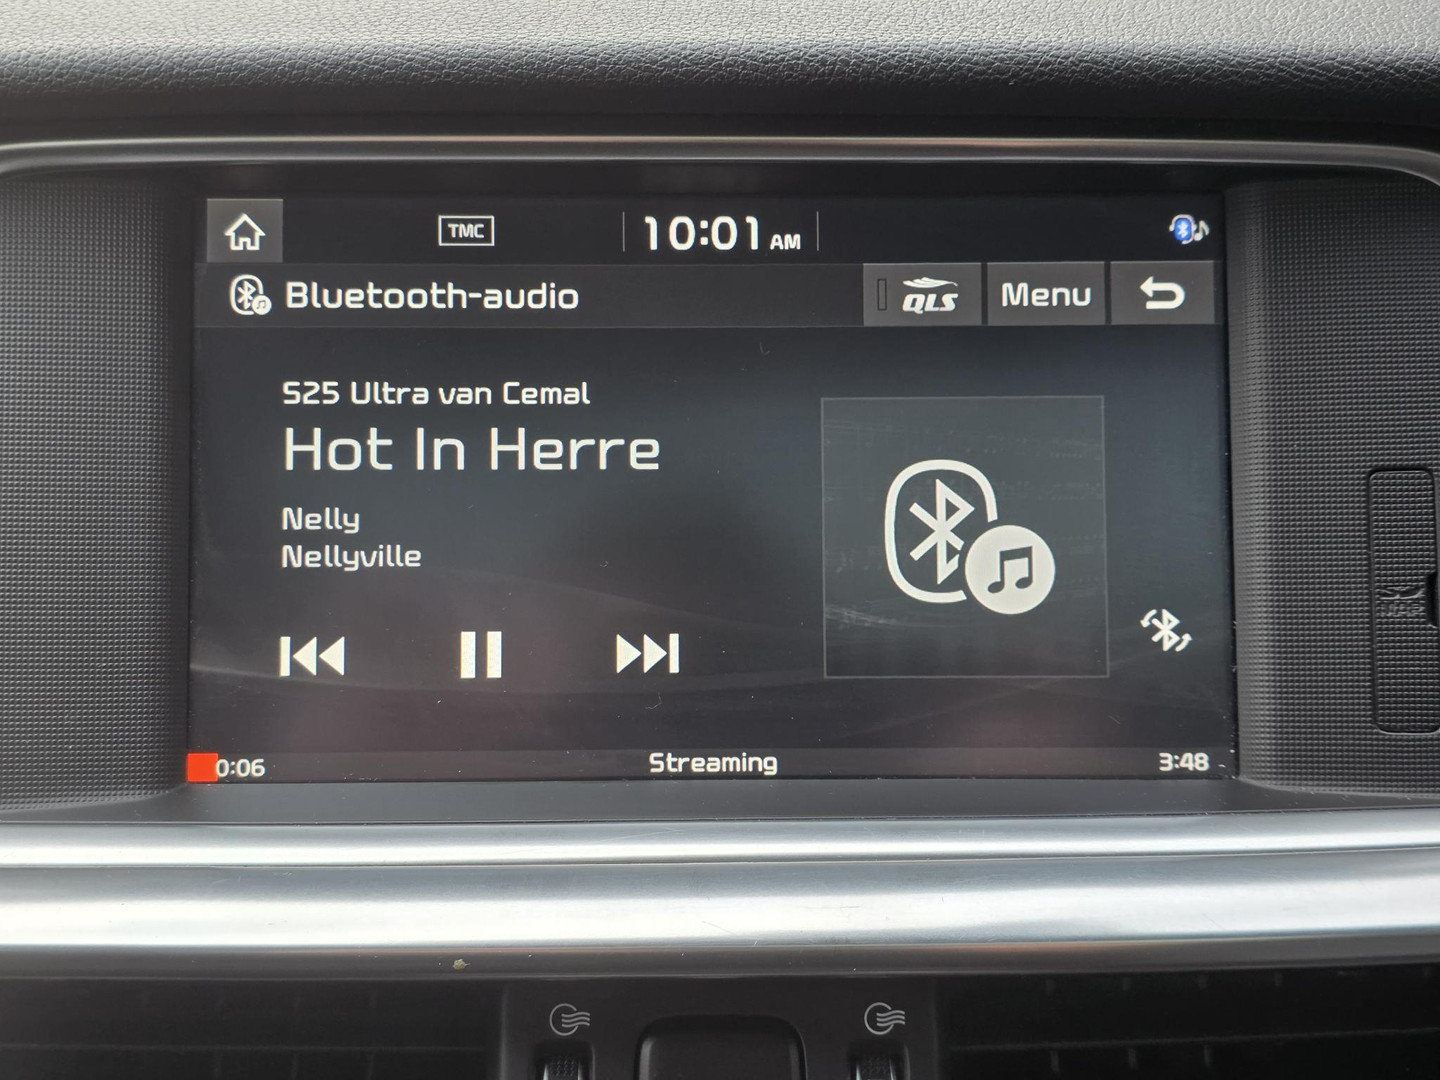 TMC
10:01 AM
Bluetooth-audio
QLS
Menu
S25 Ultra van Cemal
Hot In Herre
Nelly
Nellyville
0:06
Streaming
3:48